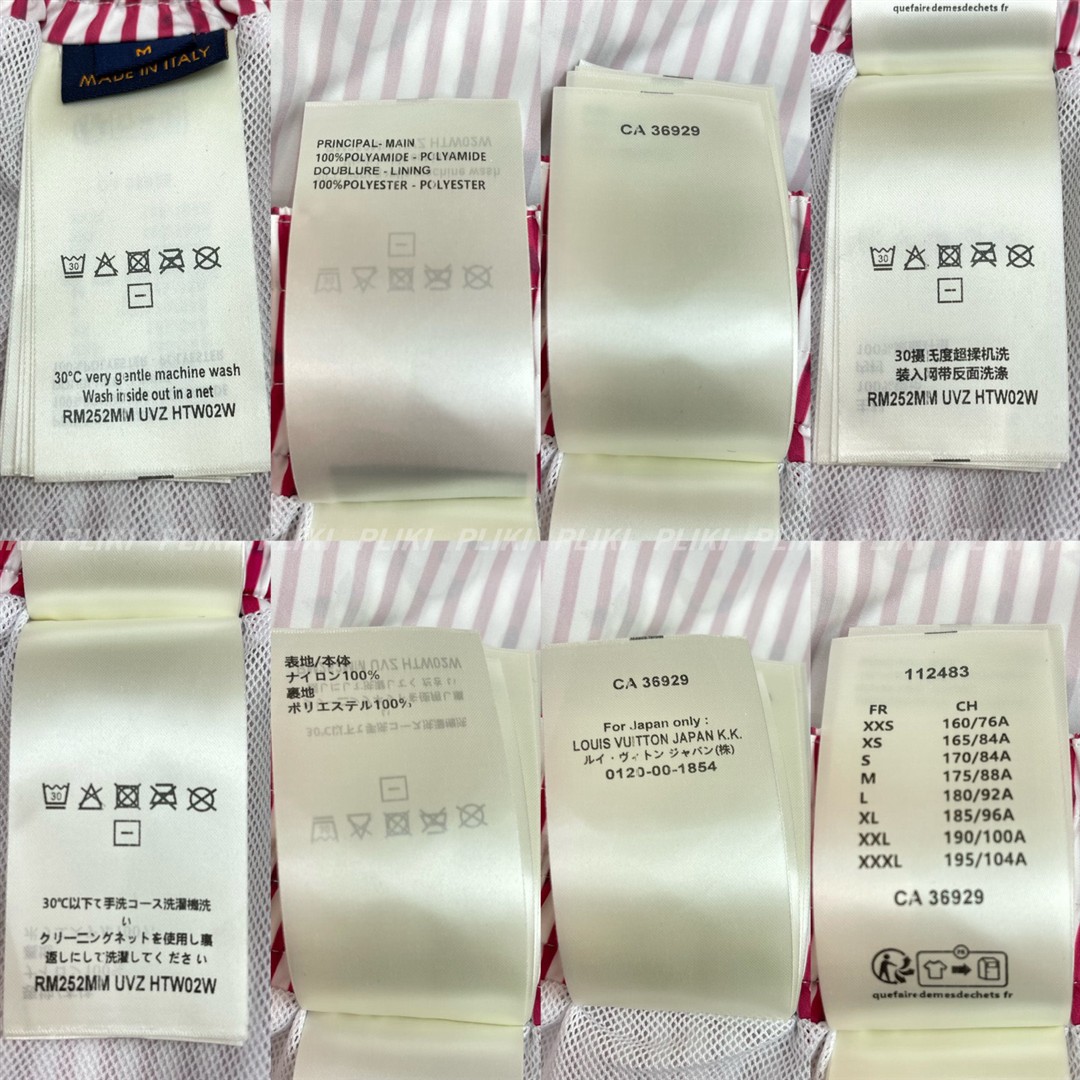 M
MADE IN ITALY
30
30°C very gentle machine wash
Wash inside out in a net
RM252MM UVZ HTW02W
PRINCIPAL- MAIN
100%POLYAMIDE - POLYAMIDE
DOUBLURE - LINING
100%POLYESTER - POLYESTER
CA 36929
quefairedemesdechets fr
30
30摄氏度超揉机洗
装入网带反面洗涤
RM252MM UVZ HTW02W
PLIKI PLIKI PLIKI PLIKI PLIKI PLIKI PLIKI
30
30℃以下て手洗コース洗濯機洗
い
クリーニングネットを使用し裏
返しにして洗濯してください
RM252MM UVZ HTW02W
表地/本体
ナイロン100%
裏地
ポリエステル100%
CA 36929
For Japan only :
LOUIS VUITTON JAPAN K.K.
ルイ・ヴィトン ジャパン(株)
0120-00-1854
112483
FR CH
XXS 160/76A
XS 165/84A
S 170/84A
M 175/88A
L 180/92A
XL 185/96A
XXL 190/100A
XXXL 195/104A
CA 36929
FR
quefairedemesdechets fr